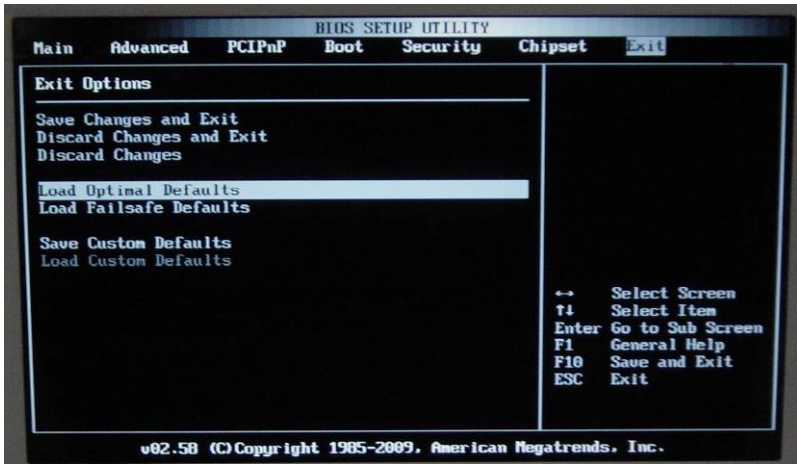 BIOS SETUP UTILITY
Main Advanced PCIPnP Boot Security Chipset Exit
Exit Options
Save Changes and Exit
Discard Changes and Exit
Discard Changes
Load Optimal Defaults
Load Failsafe Defaults
Save Custom Defaults
Load Custom Defaults
↔ Select Screen
↑↓ Select Item
Enter Go to Sub Screen
F1 General Help
F10 Save and Exit
ESC Exit
v02.58 (C)Copyright 1985-2009, American Megatrends, Inc.